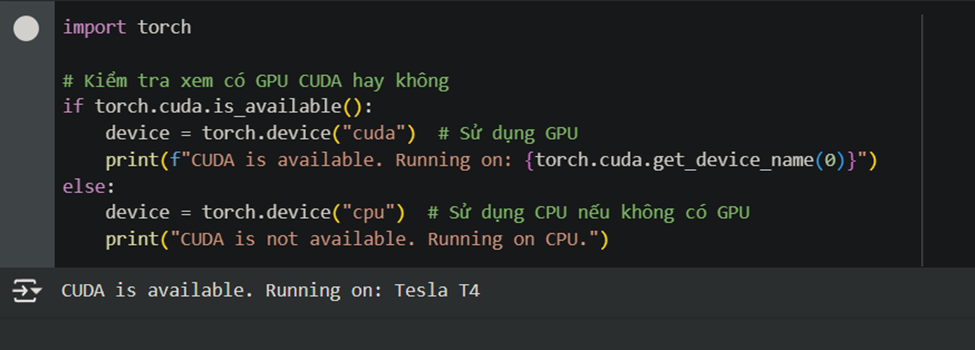 import torch
# Kiểm tra xem có GPU CUDA hay không
if torch.cuda.is_available():
    device = torch.device("cuda")  # Sử dụng GPU
    print(f"CUDA is available. Running on: {torch.cuda.get_device_name(0)}")
else:
    device = torch.device("cpu")  # Sử dụng CPU nếu không có GPU
    print("CUDA is not available. Running on CPU.")
CUDA is available. Running on: Tesla T4